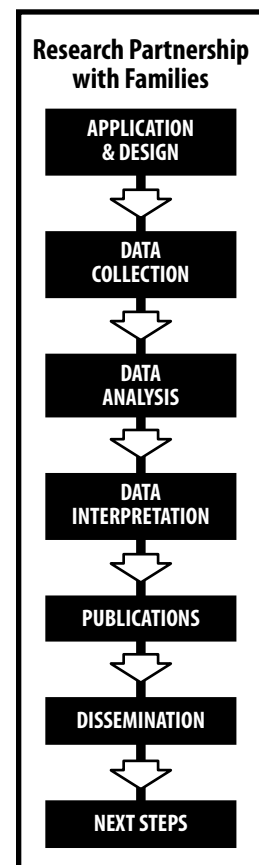 Research Partnership
with Families
APPLICATION
& DESIGN
DATA
COLLECTION
DATA
ANALYSIS
DATA
INTERPRETATION
PUBLICATIONS
DISSEMINATION
NEXT STEPS